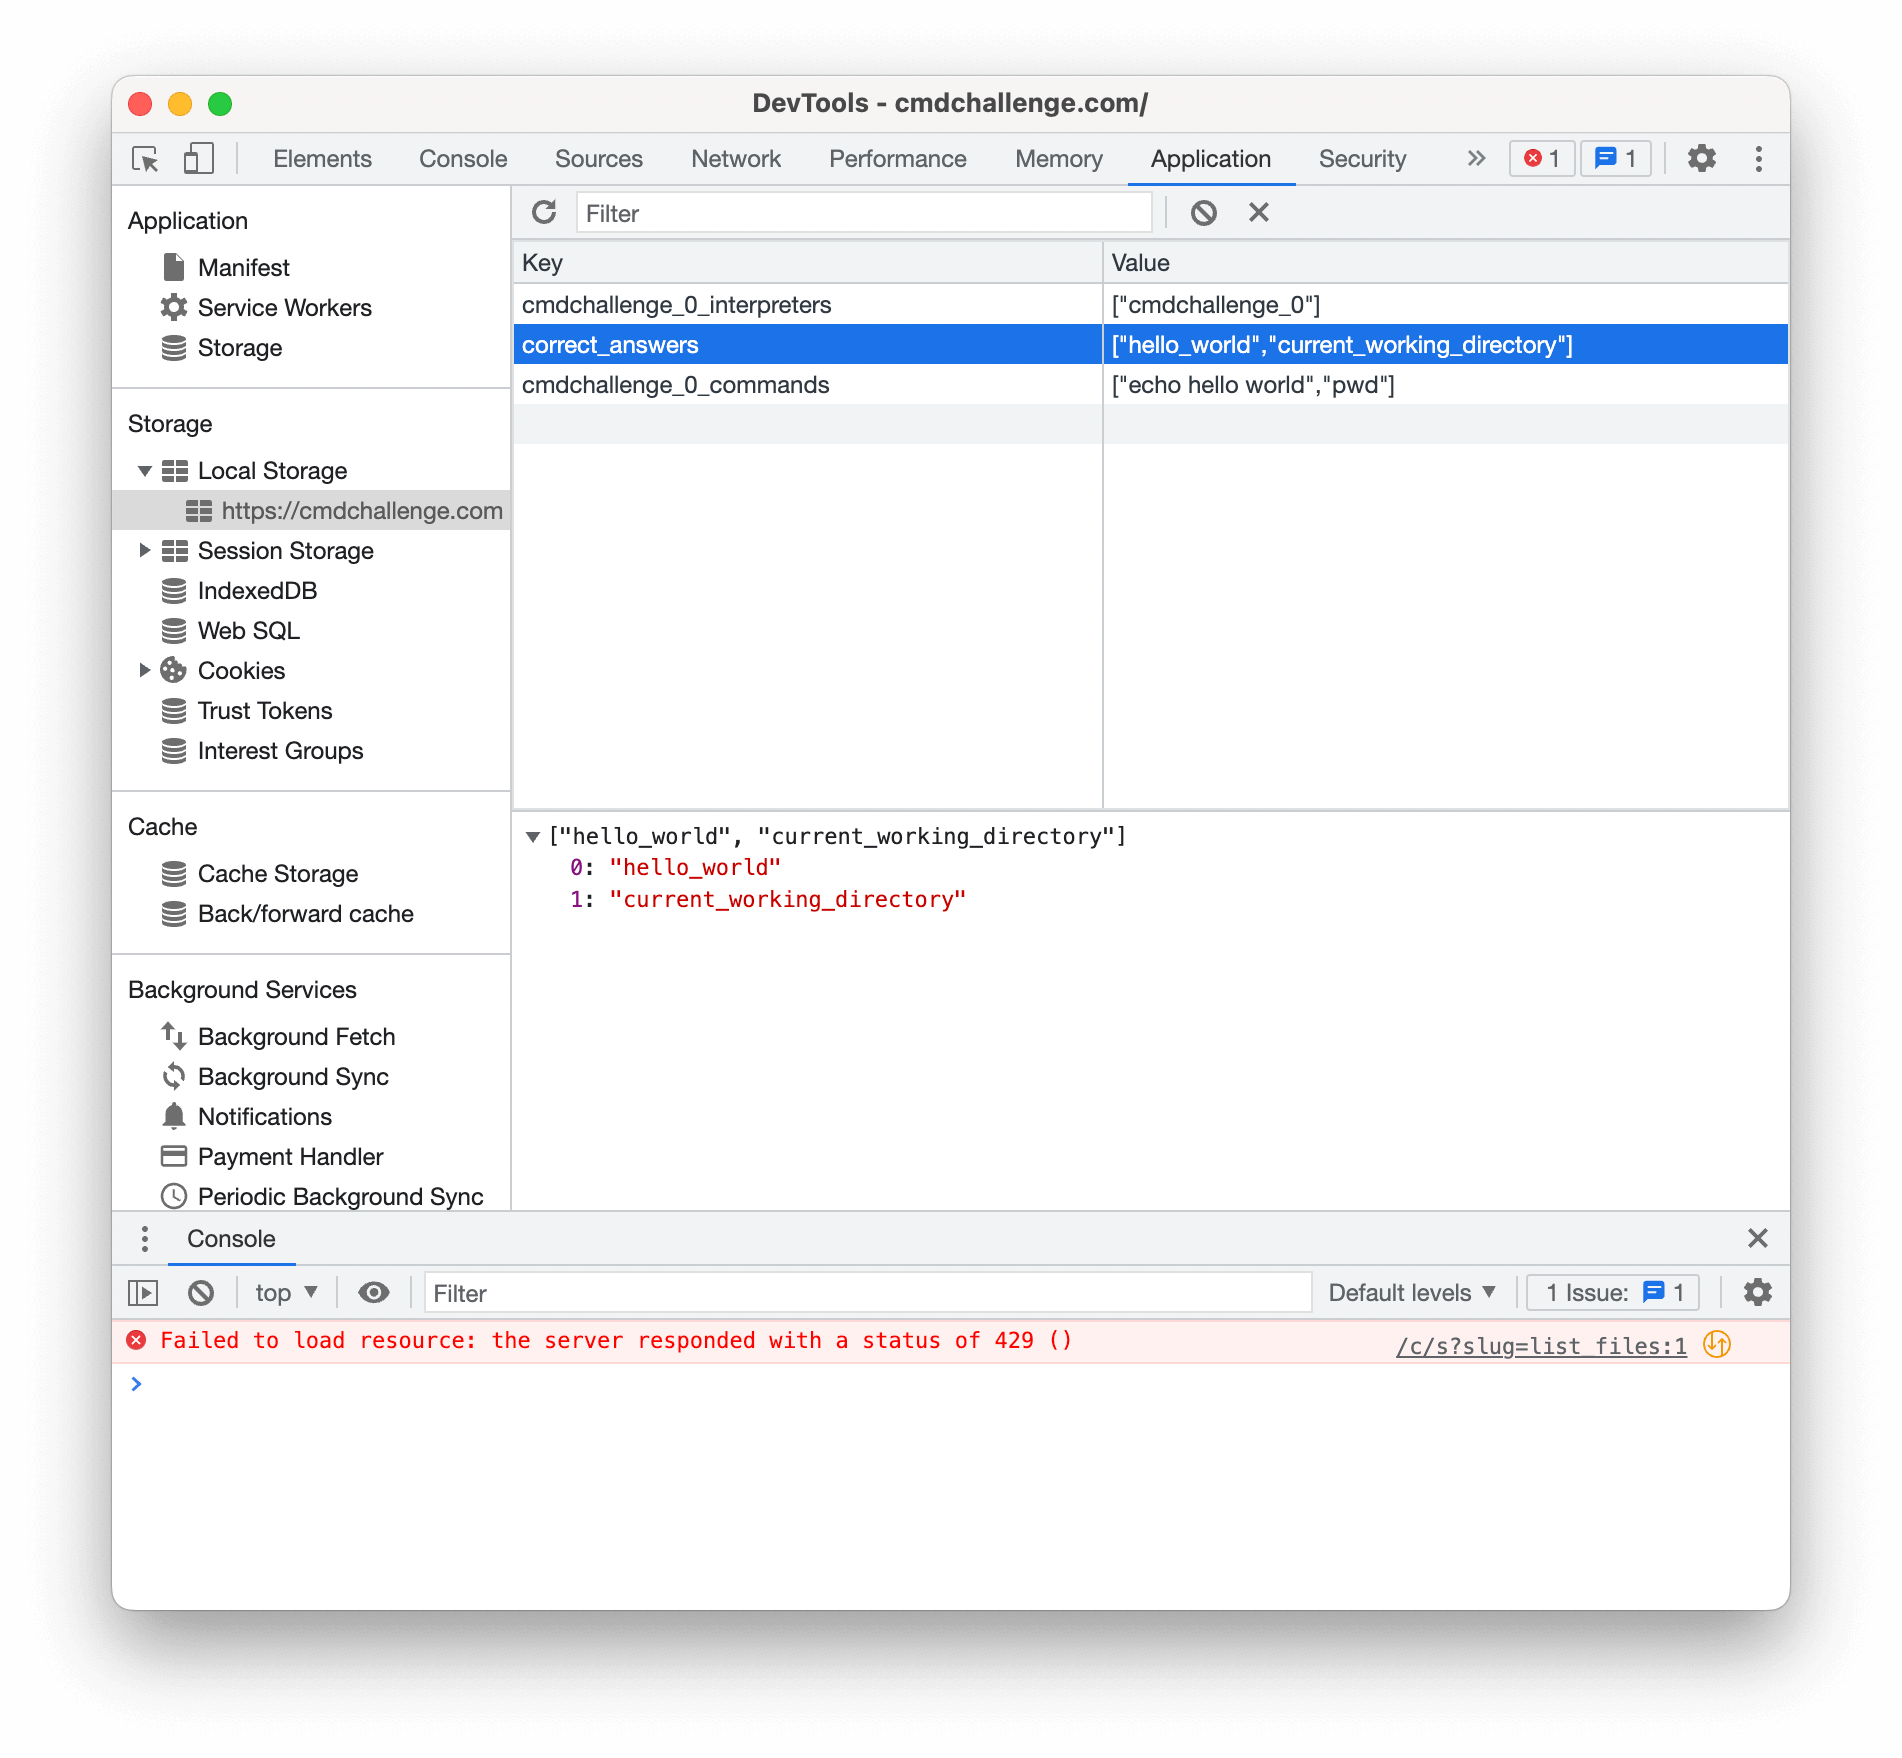 DevTools - cmdchallenge.com/
Elements Console Sources Network Performance Memory Application Security 1 1
Application
Manifest
Service Workers
Storage
Storage
Local Storage
https://cmdchallenge.com
Session Storage
IndexedDB
Web SQL
Cookies
Trust Tokens
Interest Groups
Cache
Cache Storage
Back/forward cache
Background Services
Background Fetch
Background Sync
Notifications
Payment Handler
Periodic Background Sync
Filter
Key Value
cmdchallenge_0_interpreters ["cmdchallenge_0"]
correct_answers ["hello_world","current_working_directory"]
cmdchallenge_0_commands ["echo hello world","pwd"]
["hello_world", "current_working_directory"]
0: "hello_world"
1: "current_working_directory"
Console
top Filter Default levels 1 Issue: 1
Failed to load resource: the server responded with a status of 429 () /c/s?slug=list_files:1